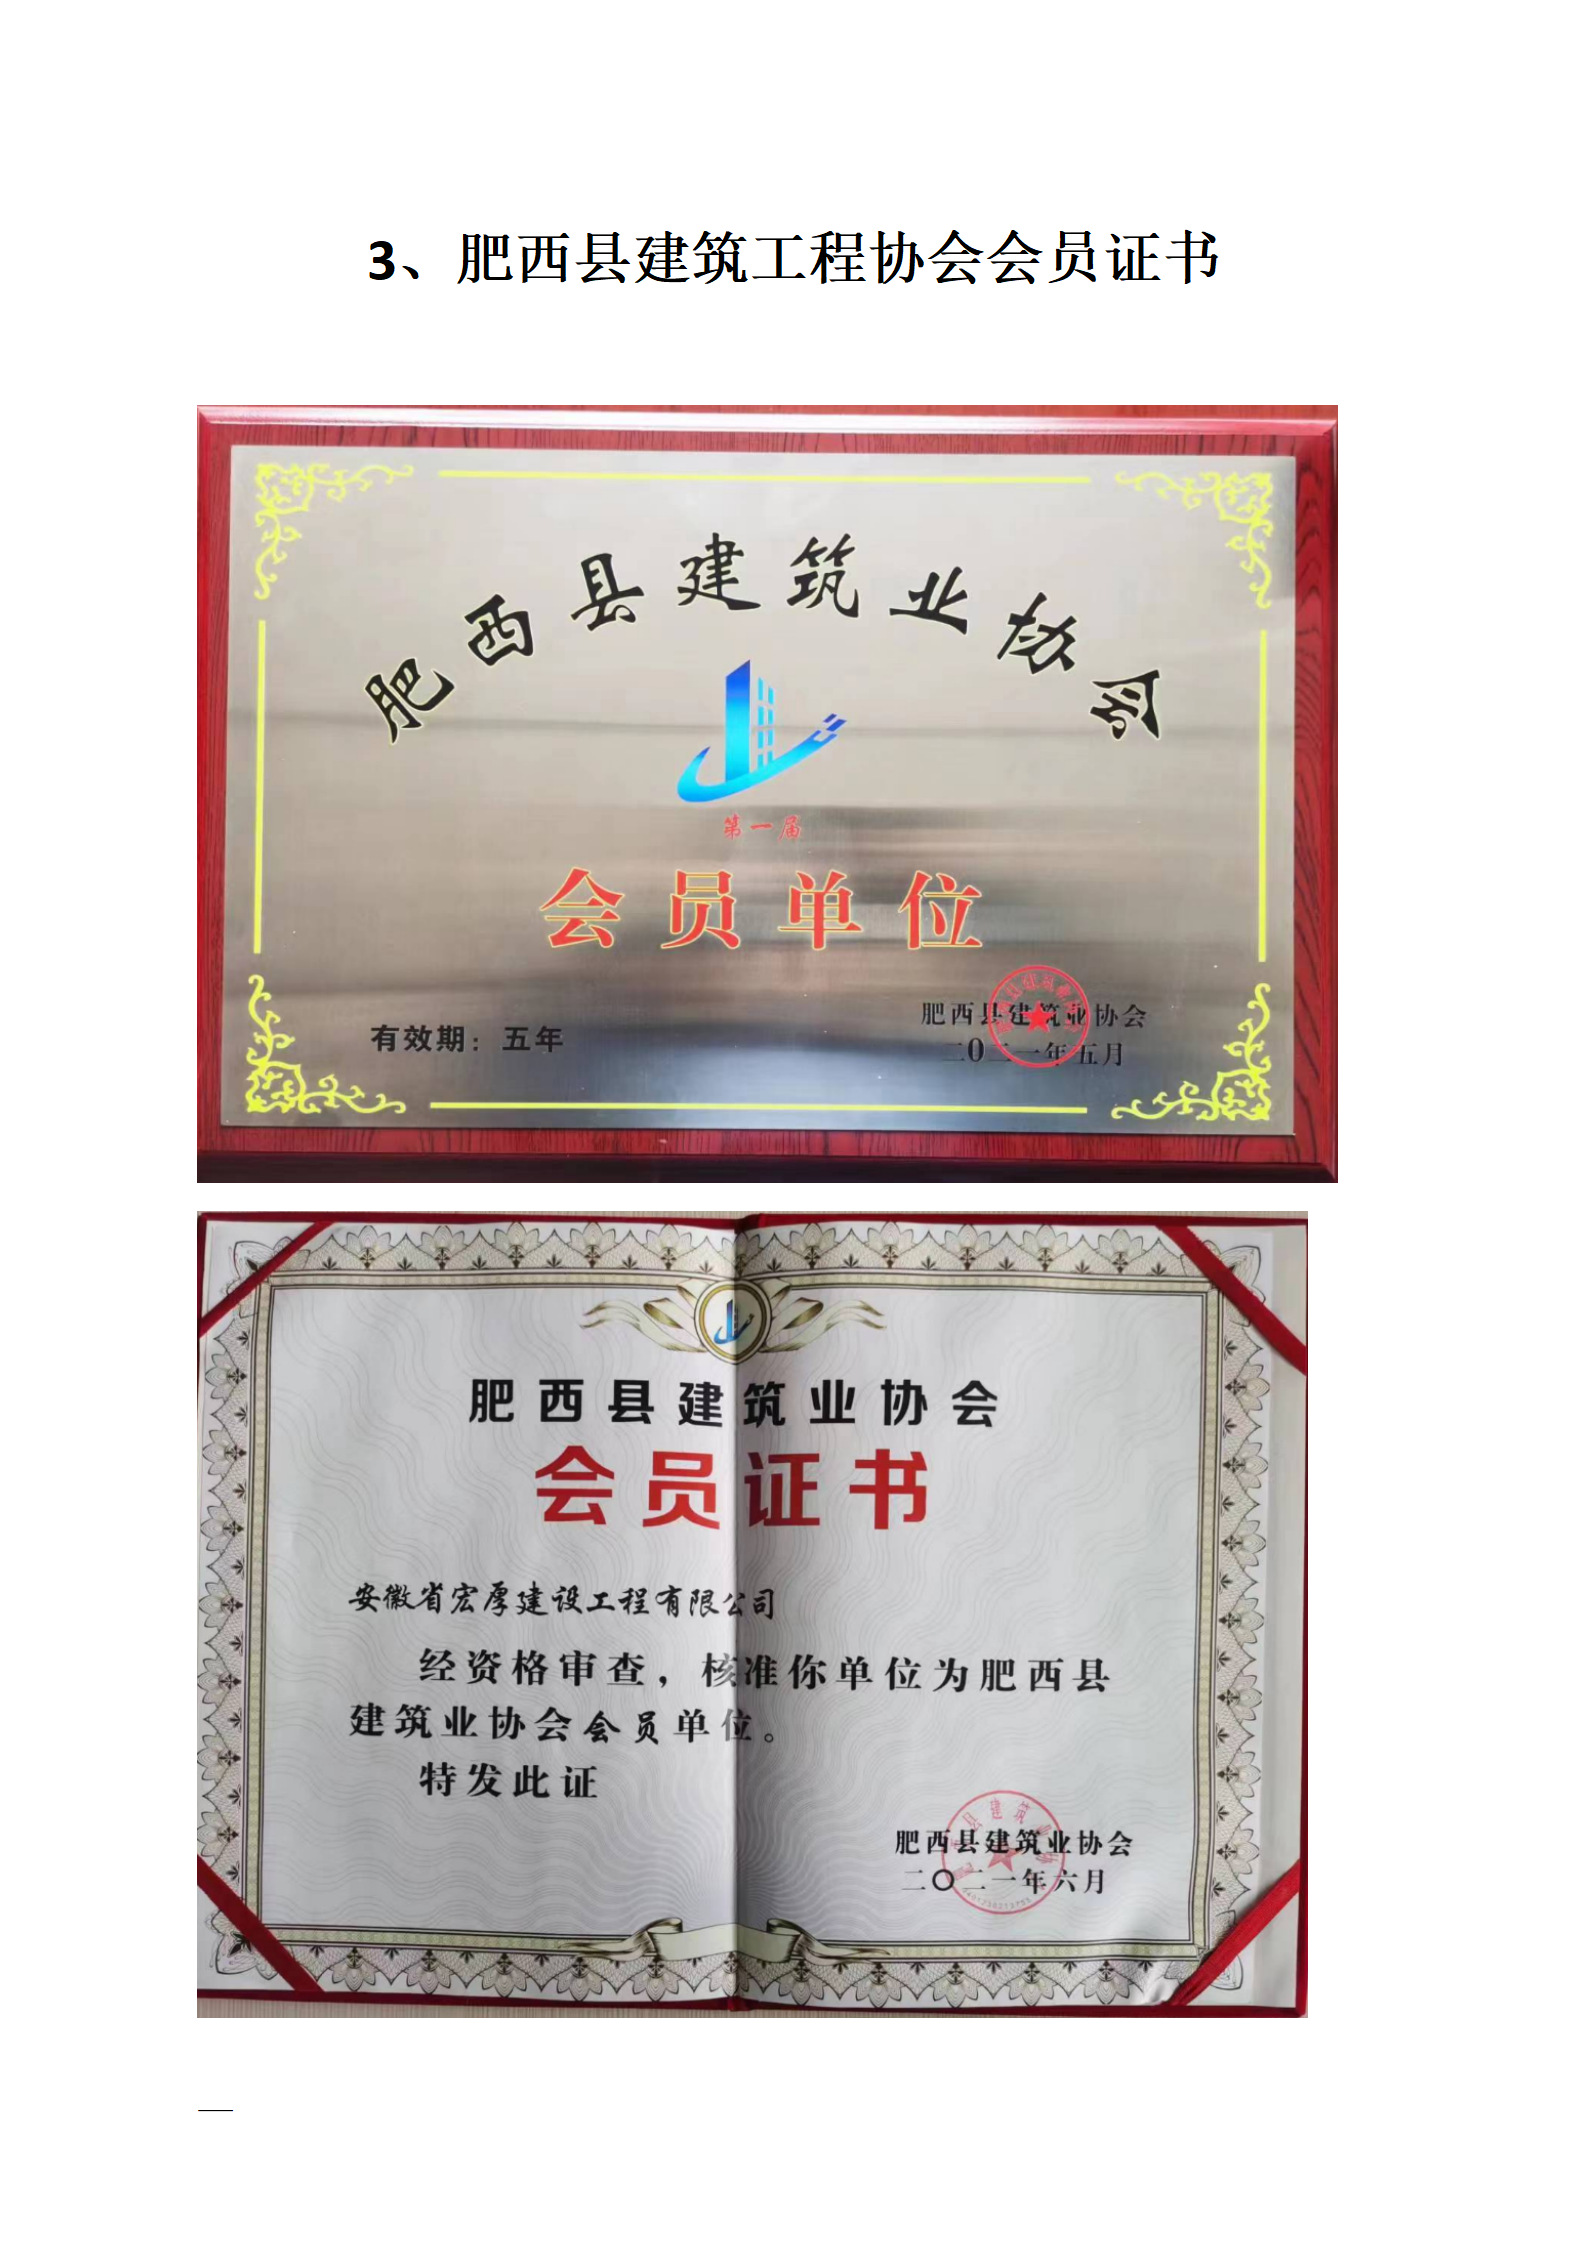 3、肥西县建筑工程协会会员证书
肥西县建筑业协会
第一届
会员单位
有效期：五年
肥西县建筑业协会
二0二一年五月
肥西县建筑业协会
会员证书
安徽省宏厚建设工程有限公司
经资格审查，核准你单位为肥西县
建筑业协会会员单位。
特发此证
肥西县建筑业协会
二〇二一年六月